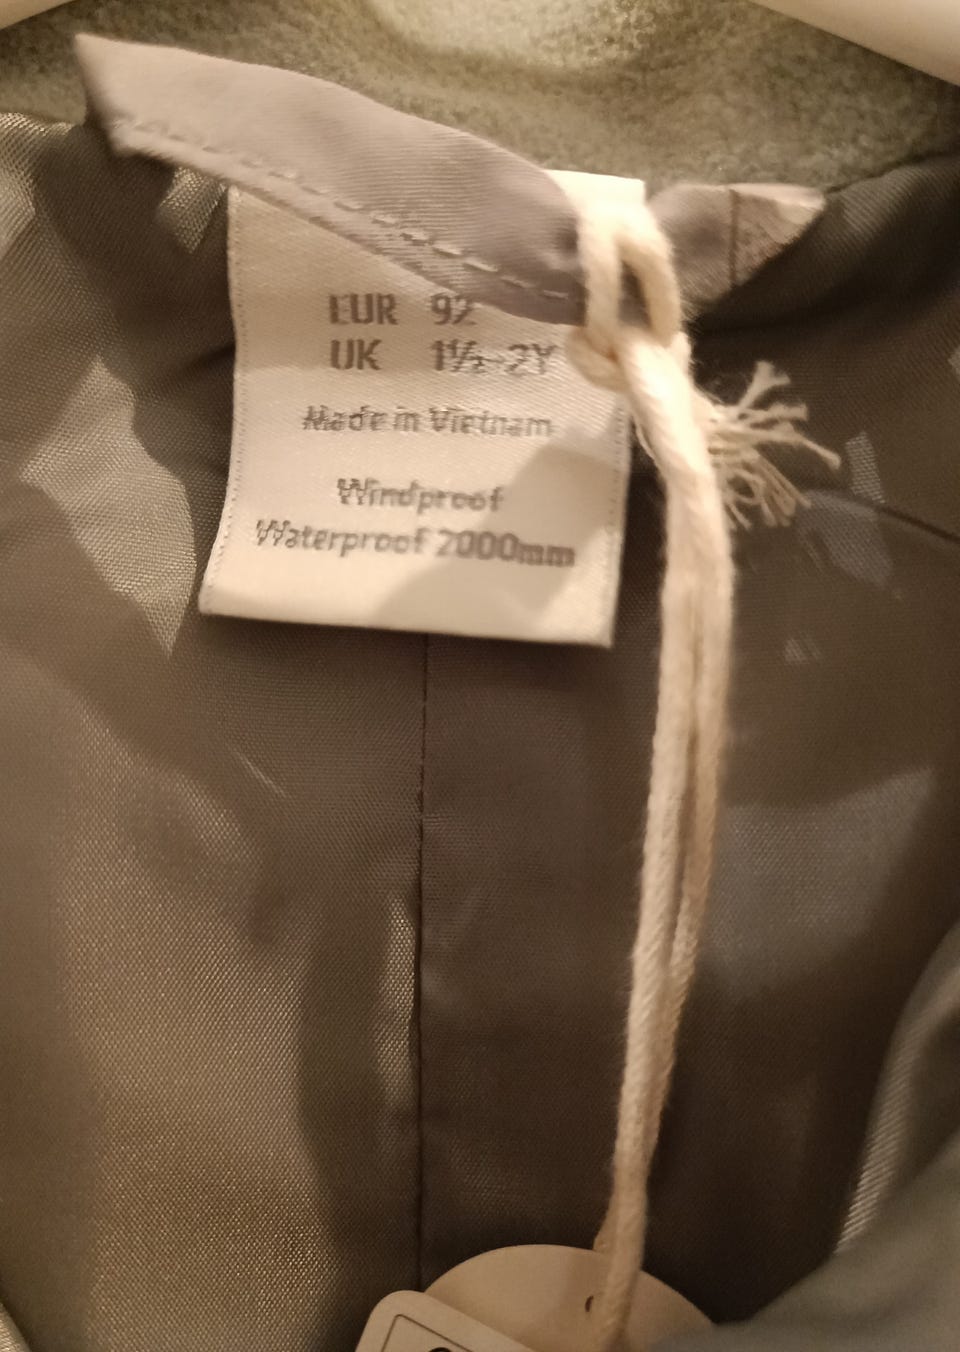 EUR 92
UK 1½-2Y
Made in Vietnam
Windproof
Waterproof 2000mm